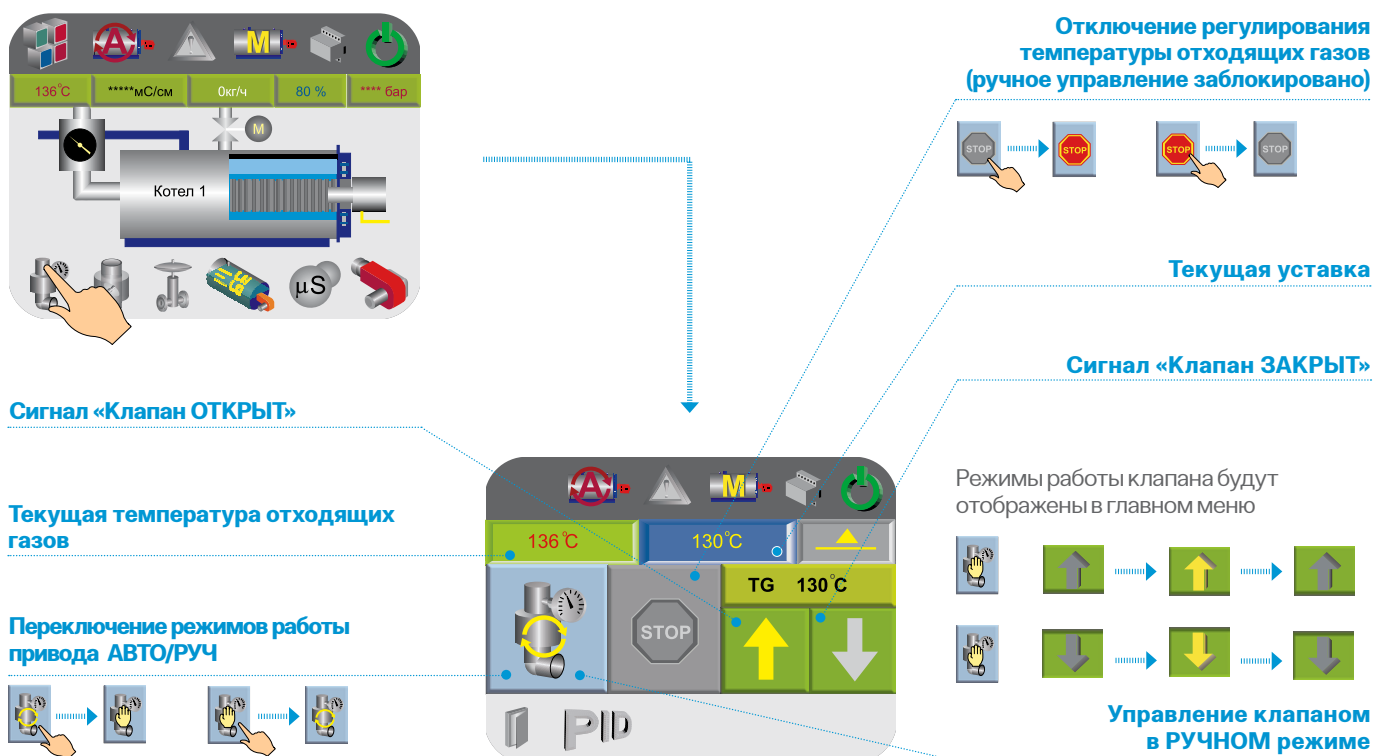 A
M
136°C
*****мС/см
0кг/ч
80 %
**** бар
M
Котел 1
µS
Отключение регулирования
температуры отходящих газов
(ручное управление заблокировано)
STOP
STOP
STOP
STOP
Текущая уставка
Сигнал «Клапан ЗАКРЫТ»
Сигнал «Клапан ОТКРЫТ»
Текущая температура отходящих
газов
Переключение режимов работы
привода АВТО/РУЧ
A
M
136°C
130°C
TG 130°C
STOP
PID
Режимы работы клапана будут
отображены в главном меню
Управление клапаном
в РУЧНОМ режиме